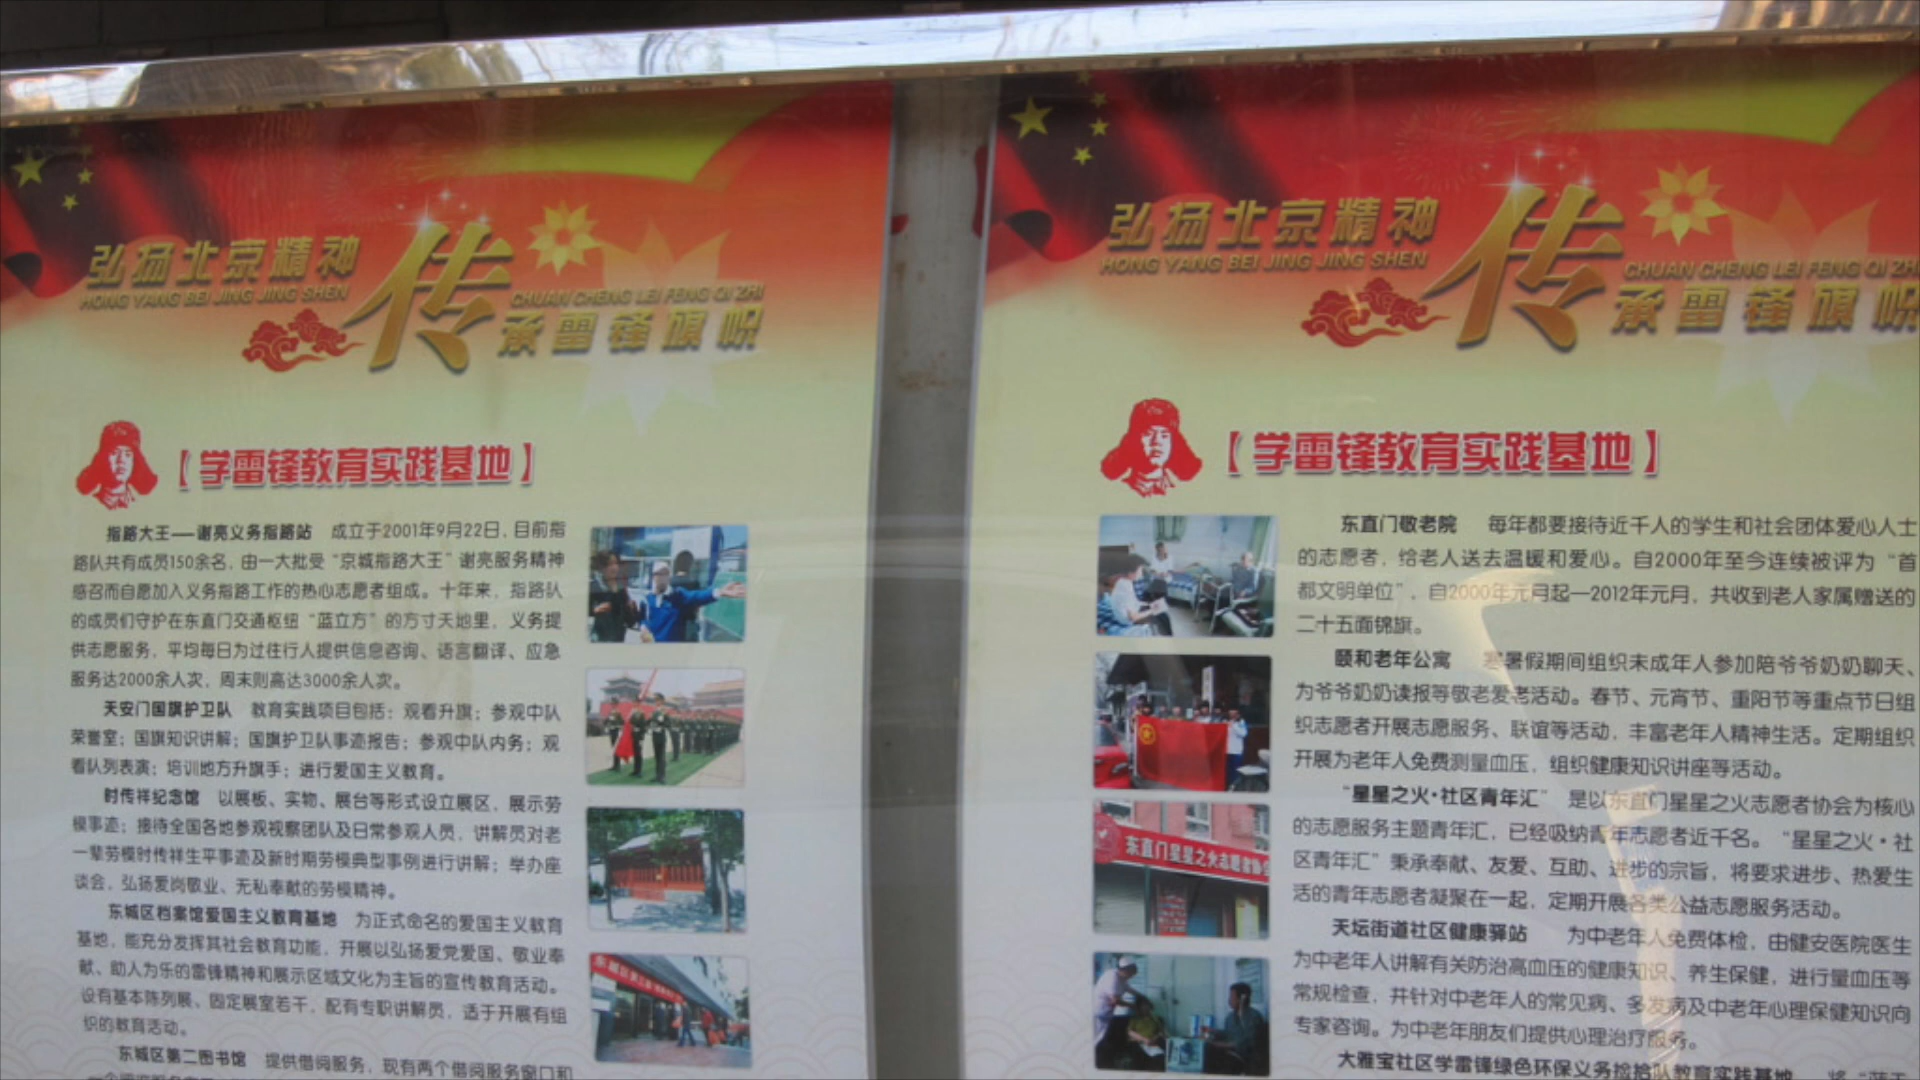 弘扬北京精神
HONG YANG BEI JING JING SHEN
传
CHUAN CHENG LEI FENG QI ZHI
承雷锋旗帜
【学雷锋教育实践基地】
指路大王——谢亮义务指路站 成立于2001年9月22日，目前指
路队共有成员150余名，由一大批受“京城指路大王”谢亮服务精神
感召而自愿加入义务指路工作的热心志愿者组成。十年来，指路队
的成员们守护在东直门交通枢纽“蓝立方”的方寸天地里，义务提
供志愿服务，平均每日为过往行人提供信息咨询、语言翻译、应急
服务达2000余人次，周末则高达3000余人次。
天安门国旗护卫队 教育实践项目包括：观看升旗；参观中队
荣誉室；国旗知识讲解；国旗护卫队事迹报告；参观中队内务；观
看队列表演；培训地方升旗手；进行爱国主义教育。
时传祥纪念馆 以展板、实物、展台等形式设立展区，展示劳
模事迹；接待全国各地参观视察团队及日常参观人员，讲解员对老
一辈劳模时传祥生平事迹及新时期劳模典型事例进行讲解；举办座
谈会，弘扬爱岗敬业、无私奉献的劳模精神。
东城区档案馆爱国主义教育基地 为正式命名的爱国主义教育
基地，能充分发挥其社会教育功能，开展以弘扬爱党爱国、敬业奉
献、助人为乐的雷锋精神和展示区域文化为主旨的宣传教育活动。
设有基本陈列展、固定展室若干，配有专职讲解员，适于开展有组
织的教育活动。
东城区第二图书馆 提供借阅服务，现有两个借阅服务窗口和
弘扬北京精神
HONG YANG BEI JING JING SHEN
传
CHUAN CHENG LEI FENG QI ZH
承雷锋旗帜
【学雷锋教育实践基地】
东直门敬老院 每年都要接待近千人的学生和社会团体爱心人士
的志愿者，给老人送去温暖和爱心。自2000年至今连续被评为“首
都文明单位”，自2000年元月起—2012年元月，共收到老人家属赠送的
二十五面锦旗。
颐和老年公寓 寒暑假期间组织未成年人参加陪爷爷奶奶聊天、
为爷爷奶奶读报等敬老爱老活动。春节、元宵节、重阳节等重点节日组
织志愿者开展志愿服务、联谊等活动，丰富老年人精神生活。定期组织
开展为老年人免费测量血压，组织健康知识讲座等活动。
“星星之火·社区青年汇” 是以东直门星星之火志愿者协会为核心
的志愿服务主题青年汇，已经吸纳青年志愿者近千名。“星星之火·社
区青年汇”秉承奉献、友爱、互助、进步的宗旨，将要求进步、热爱生
活的青年志愿者凝聚在一起，定期开展各类公益志愿服务活动。
东直门星星之火志愿者协会
天坛街道社区健康驿站 为中老年人免费体检，由健安医院医生
为中老年人讲解有关防治高血压的健康知识、养生保健，进行量血压等
常规检查，并针对中老年人的常见病、多发病及中老年心理保健知识向
专家咨询。为中老年朋友们提供心理治疗服务。
大雅宝社区学雷锋绿色环保义务捡拾队教育实践基地 将“蓝天